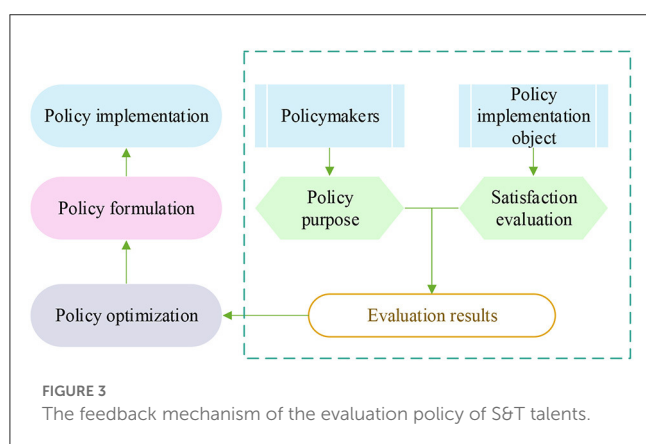 Policy implementation
Policymakers
Policy
implementation
object
Policy formulation
Policy
purpose
Satisfaction
evaluation
Policy optimization
Evaluation results
FIGURE 3
The feedback mechanism of the evaluation policy of S&T talents.